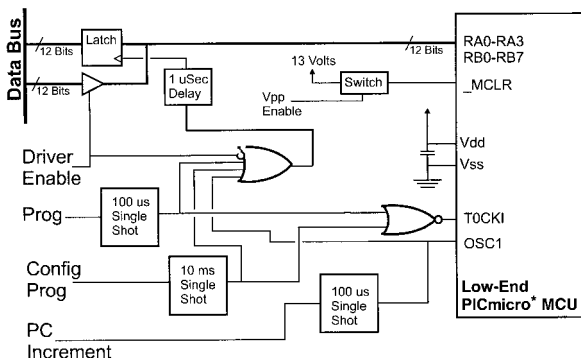 Data Bus
12 Bits
Latch
12 Bits
1 uSec
Delay
Driver
Enable
Prog
100 us
Single
Shot
Config
Prog
10 ms
Single
Shot
PC
Increment
100 us
Single
Shot
13 Volts
Switch
Vpp
Enable
12 Bits
RA0-RA3
RB0-RB7
_MCLR
Vdd
Vss
T0CKI
OSC1
Low-End
PICmicro* MCU